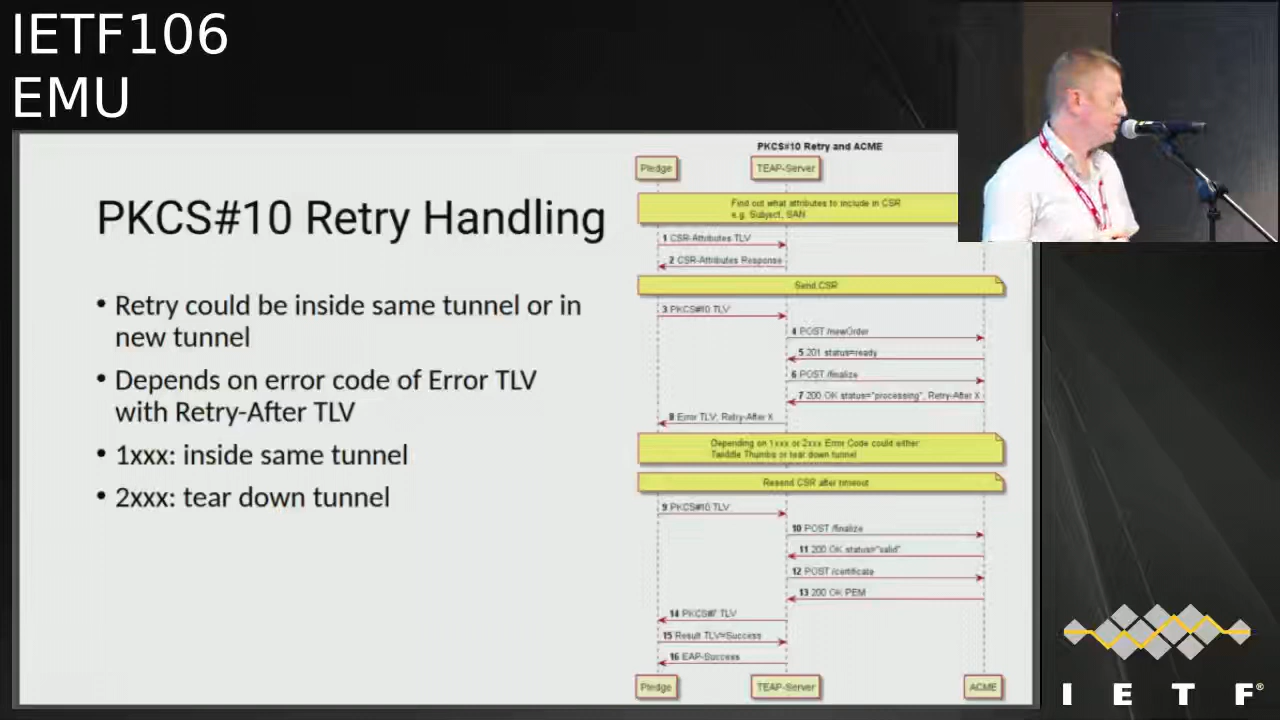 IETF106
EMU
PKCS#10 Retry Handling
• Retry could be inside same tunnel or in
new tunnel
• Depends on error code of Error TLV
with Retry-After TLV
• 1xxx: inside same tunnel
• 2xxx: tear down tunnel
PKCS#10 Retry and ACME
Pledge
TEAP-Server
Find out what attributes to include in CSR
e.g. Subject, SAN
1 CSR-Attributes TLV
2 CSR-Attributes Response
Send CSR
3 PKCS#10 TLV
4 POST /newOrder
5 201 status=ready
6 POST /finalize
7 200 OK status="processing", Retry-After X
8 Error TLV, Retry-After X
Depending on 1xxx or 2xxx Error Code could either
Twiddle Thumbs or tear down tunnel
Resend CSR after timeout
9 PKCS#10 TLV
10 POST /finalize
11 200 OK status="valid"
12 POST /certificate
13 200 OK PEM
14 PKCS#7 TLV
15 Result TLV=Success
16 EAP-Success
Pledge
TEAP-Server
ACME
I E T F®